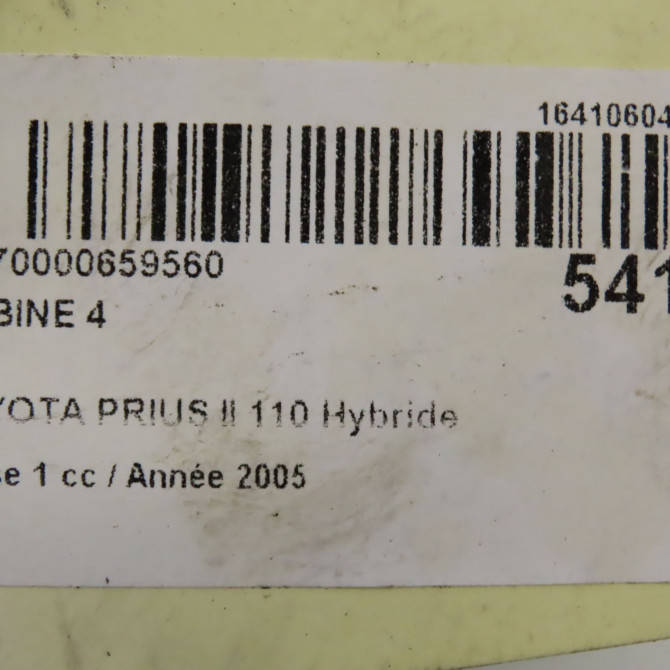 16410604
70000659560
541
BINE 4
YOTA PRIUS II 110 Hybride
e 1 cc / Année 2005